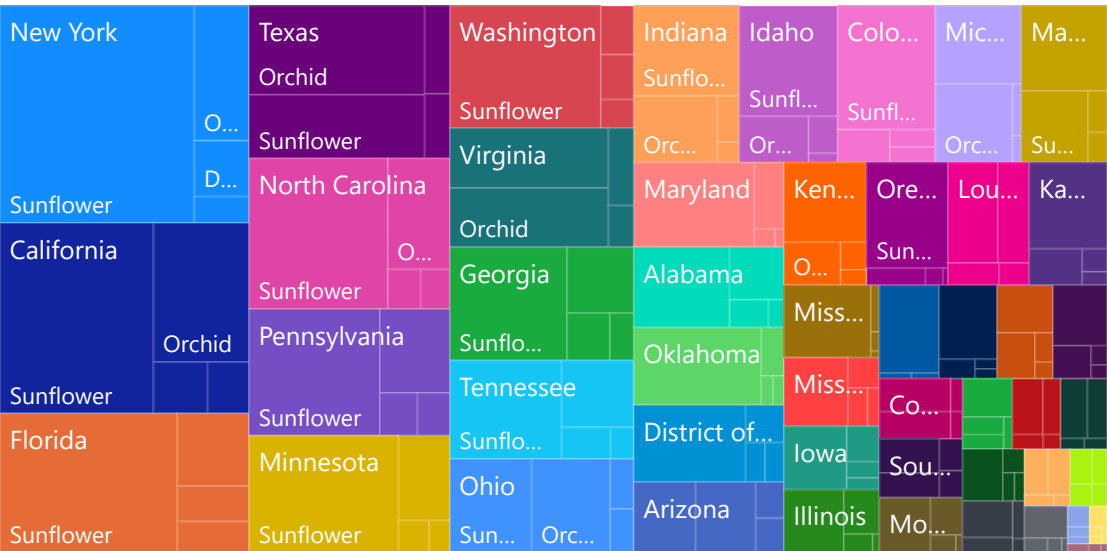 New York
O...
D...
Sunflower
California
Orchid
Sunflower
Florida
Sunflower
Texas
Orchid
Sunflower
North Carolina
O...
Sunflower
Pennsylvania
Sunflower
Minnesota
Sunflower
Washington
Sunflower
Virginia
Orchid
Georgia
Sunflo...
Tennessee
Sunflo...
Ohio
Sun... Orc...
Indiana
Sunflo...
Orc...
Idaho
Sunfl...
Or...
Colo...
Sunfl...
Mic...
Orc...
Ma...
Su...
Maryland
Alabama
Oklahoma
District of...
Arizona
Ken...
O...
Ore...
Sun...
Lou...
Ka...
Miss...
Miss...
Iowa
Illinois
Co...
Sou...
Mo...